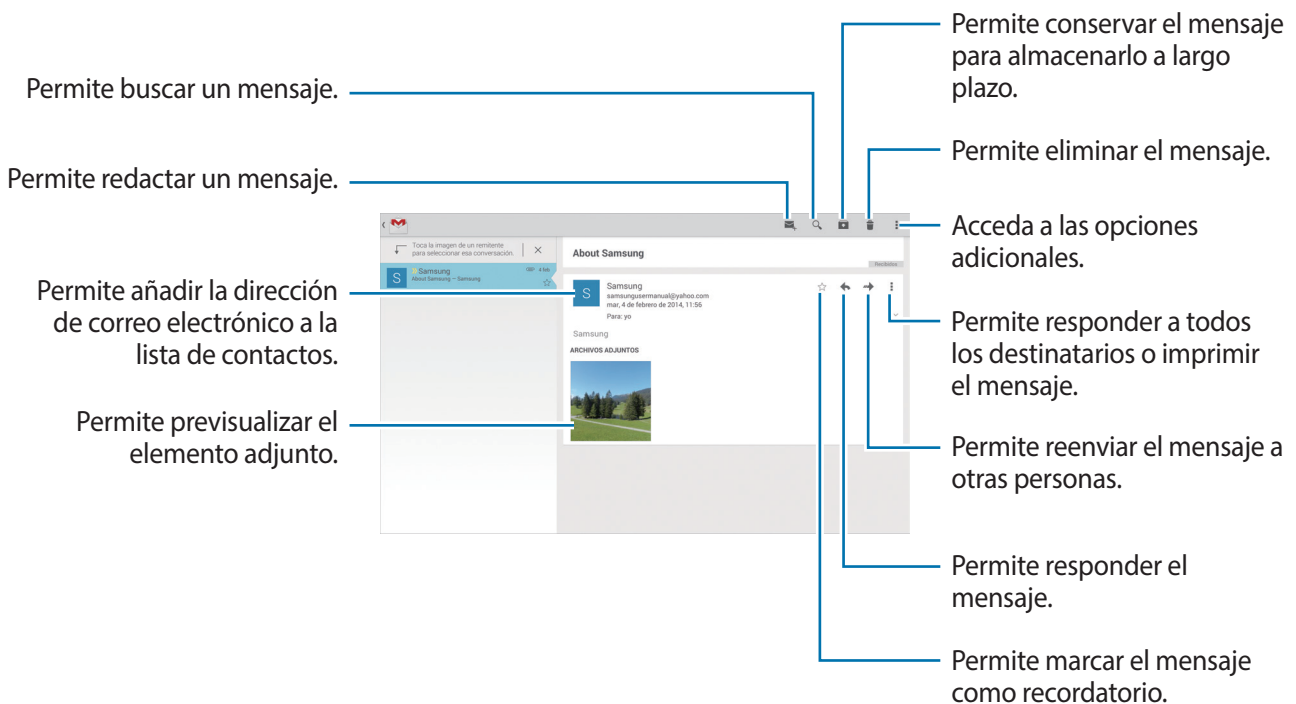 Permite buscar un mensaje.
Permite redactar un mensaje.
Permite añadir la dirección
de correo electrónico a la
lista de contactos.
Permite previsualizar el
elemento adjunto.
Toca la imagen de un remitente
para seleccionar esa conversación.
S
Samsung
4 feb
About Samsung — Samsung
About Samsung
Recibidos
S
Samsung
samsungusermanual@yahoo.com
mar, 4 de febrero de 2014, 11:56
Para: yo
Samsung
ARCHIVOS ADJUNTOS
Permite conservar el mensaje
para almacenarlo a largo
plazo.
Permite eliminar el mensaje.
Acceda a las opciones
adicionales.
Permite responder a todos
los destinatarios o imprimir
el mensaje.
Permite reenviar el mensaje a
otras personas.
Permite responder el
mensaje.
Permite marcar el mensaje
como recordatorio.